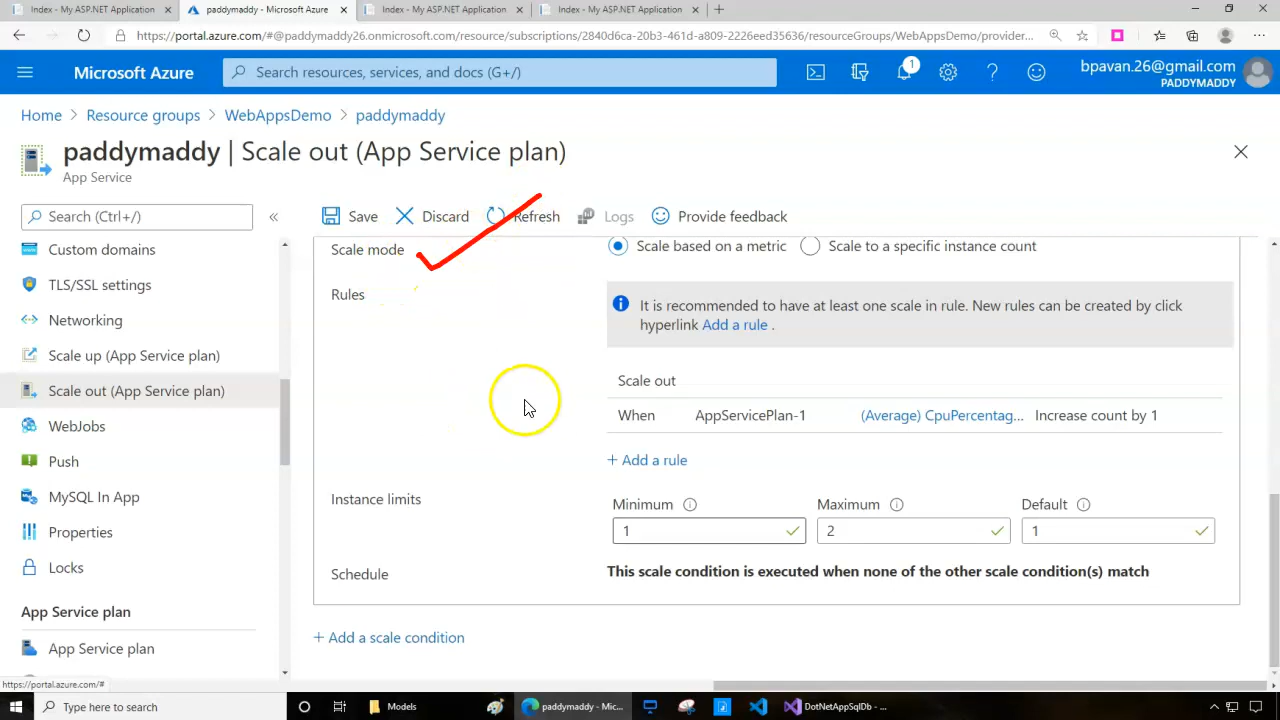 Index - My ASP.NET Application
paddymaddy - Microsoft Azure
Index - My ASP.NET Application
Index - My ASP.NET Application
https://portal.azure.com/#@paddymaddy26.onmicrosoft.com/resource/subscriptions/2840d6ca-20b3-461d-a809-2226eed35636/resourceGroups/WebAppsDemo/provider...
Microsoft Azure
Search resources, services, and docs (G+/)
1
bpavan.26@gmail.com
PADDYMADDY
Home > Resource groups > WebAppsDemo > paddymaddy
paddymaddy | Scale out (App Service plan)
App Service
Search (Ctrl+/)
«
Save
Discard
Refresh
Logs
Provide feedback
Custom domains
TLS/SSL settings
Networking
Scale up (App Service plan)
Scale out (App Service plan)
WebJobs
Push
MySQL In App
Properties
Locks
App Service plan
App Service plan
Scale mode
Scale based on a metric
Scale to a specific instance count
Rules
It is recommended to have at least one scale in rule. New rules can be created by click
hyperlink Add a rule .
Scale out
When AppServicePlan-1 (Average) CpuPercentag... Increase count by 1
+ Add a rule
Instance limits
Minimum
Maximum
Default
1
2
1
Schedule
This scale condition is executed when none of the other scale condition(s) match
+ Add a scale condition
https://portal.azure.com/#
Type here to search
Models
paddymaddy - Mic...
DotNetAppSqlDb - ...